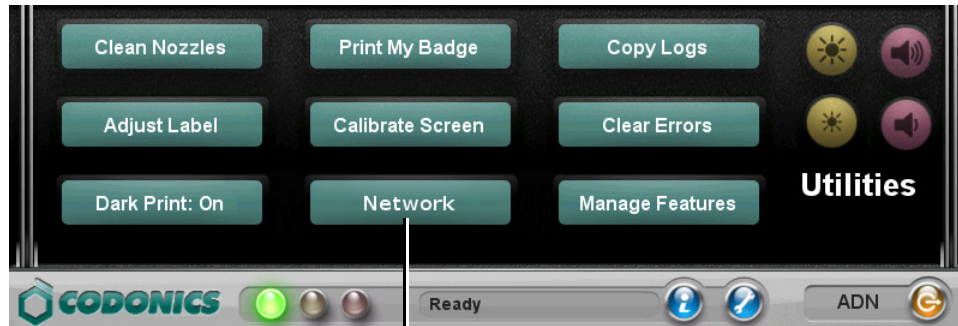 Clean Nozzles Print My Badge Copy Logs
Adjust Label Calibrate Screen Clear Errors
Dark Print: On Network Manage Features
Utilities
CODONICS Ready i ADN